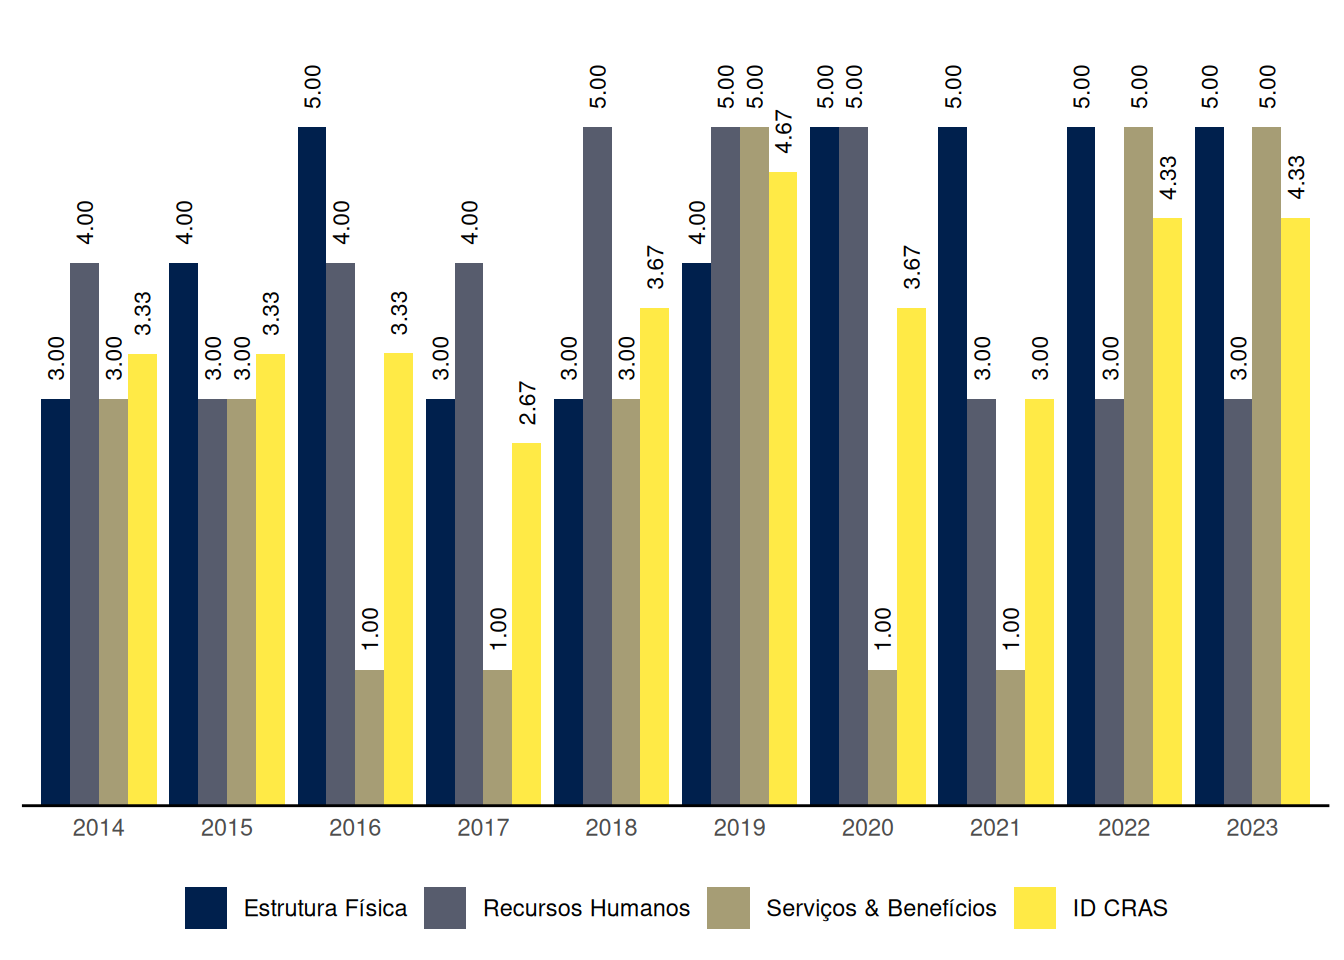 3.00 4.00 3.00 3.33
4.00 3.00 3.00 3.33
5.00 4.00 1.00 3.33
3.00 4.00 1.00 2.67
3.00 5.00 3.00 3.67
4.00 5.00 5.00 4.67
5.00 5.00 1.00 3.67
5.00 3.00 1.00 3.00
5.00 3.00 5.00 4.33
5.00 3.00 5.00 4.33
2014 2015 2016 2017 2018 2019 2020 2021 2022 2023
Estrutura Física Recursos Humanos Serviços & Benefícios ID CRAS